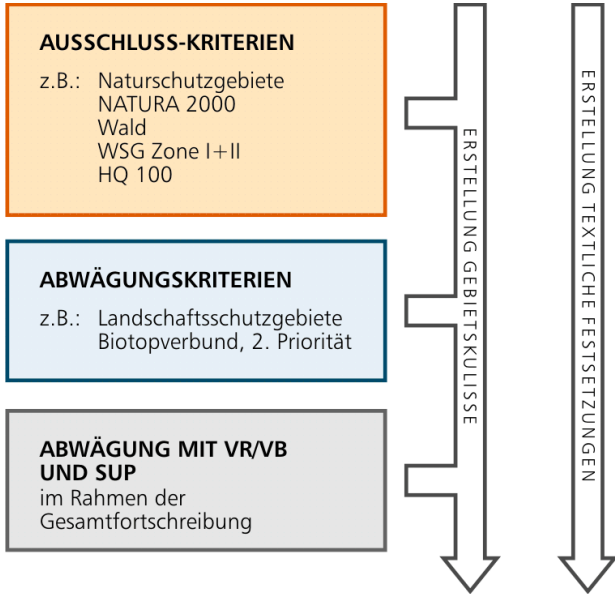 AUSSCHLUSS-KRITERIEN
z.B.: Naturschutzgebiete
NATURA 2000
Wald
WSG Zone I+II
HQ 100
ABWÄGUNGSKRITERIEN
z.B.: Landschaftsschutzgebiete
Biotopverbund, 2. Priorität
ABWÄGUNG MIT VR/VB
UND SUP
im Rahmen der
Gesamtfortschreibung
ERSTELLUNG GEBIETSKULISSE
ERSTELLUNG TEXTLICHE FESTSETZUNGEN